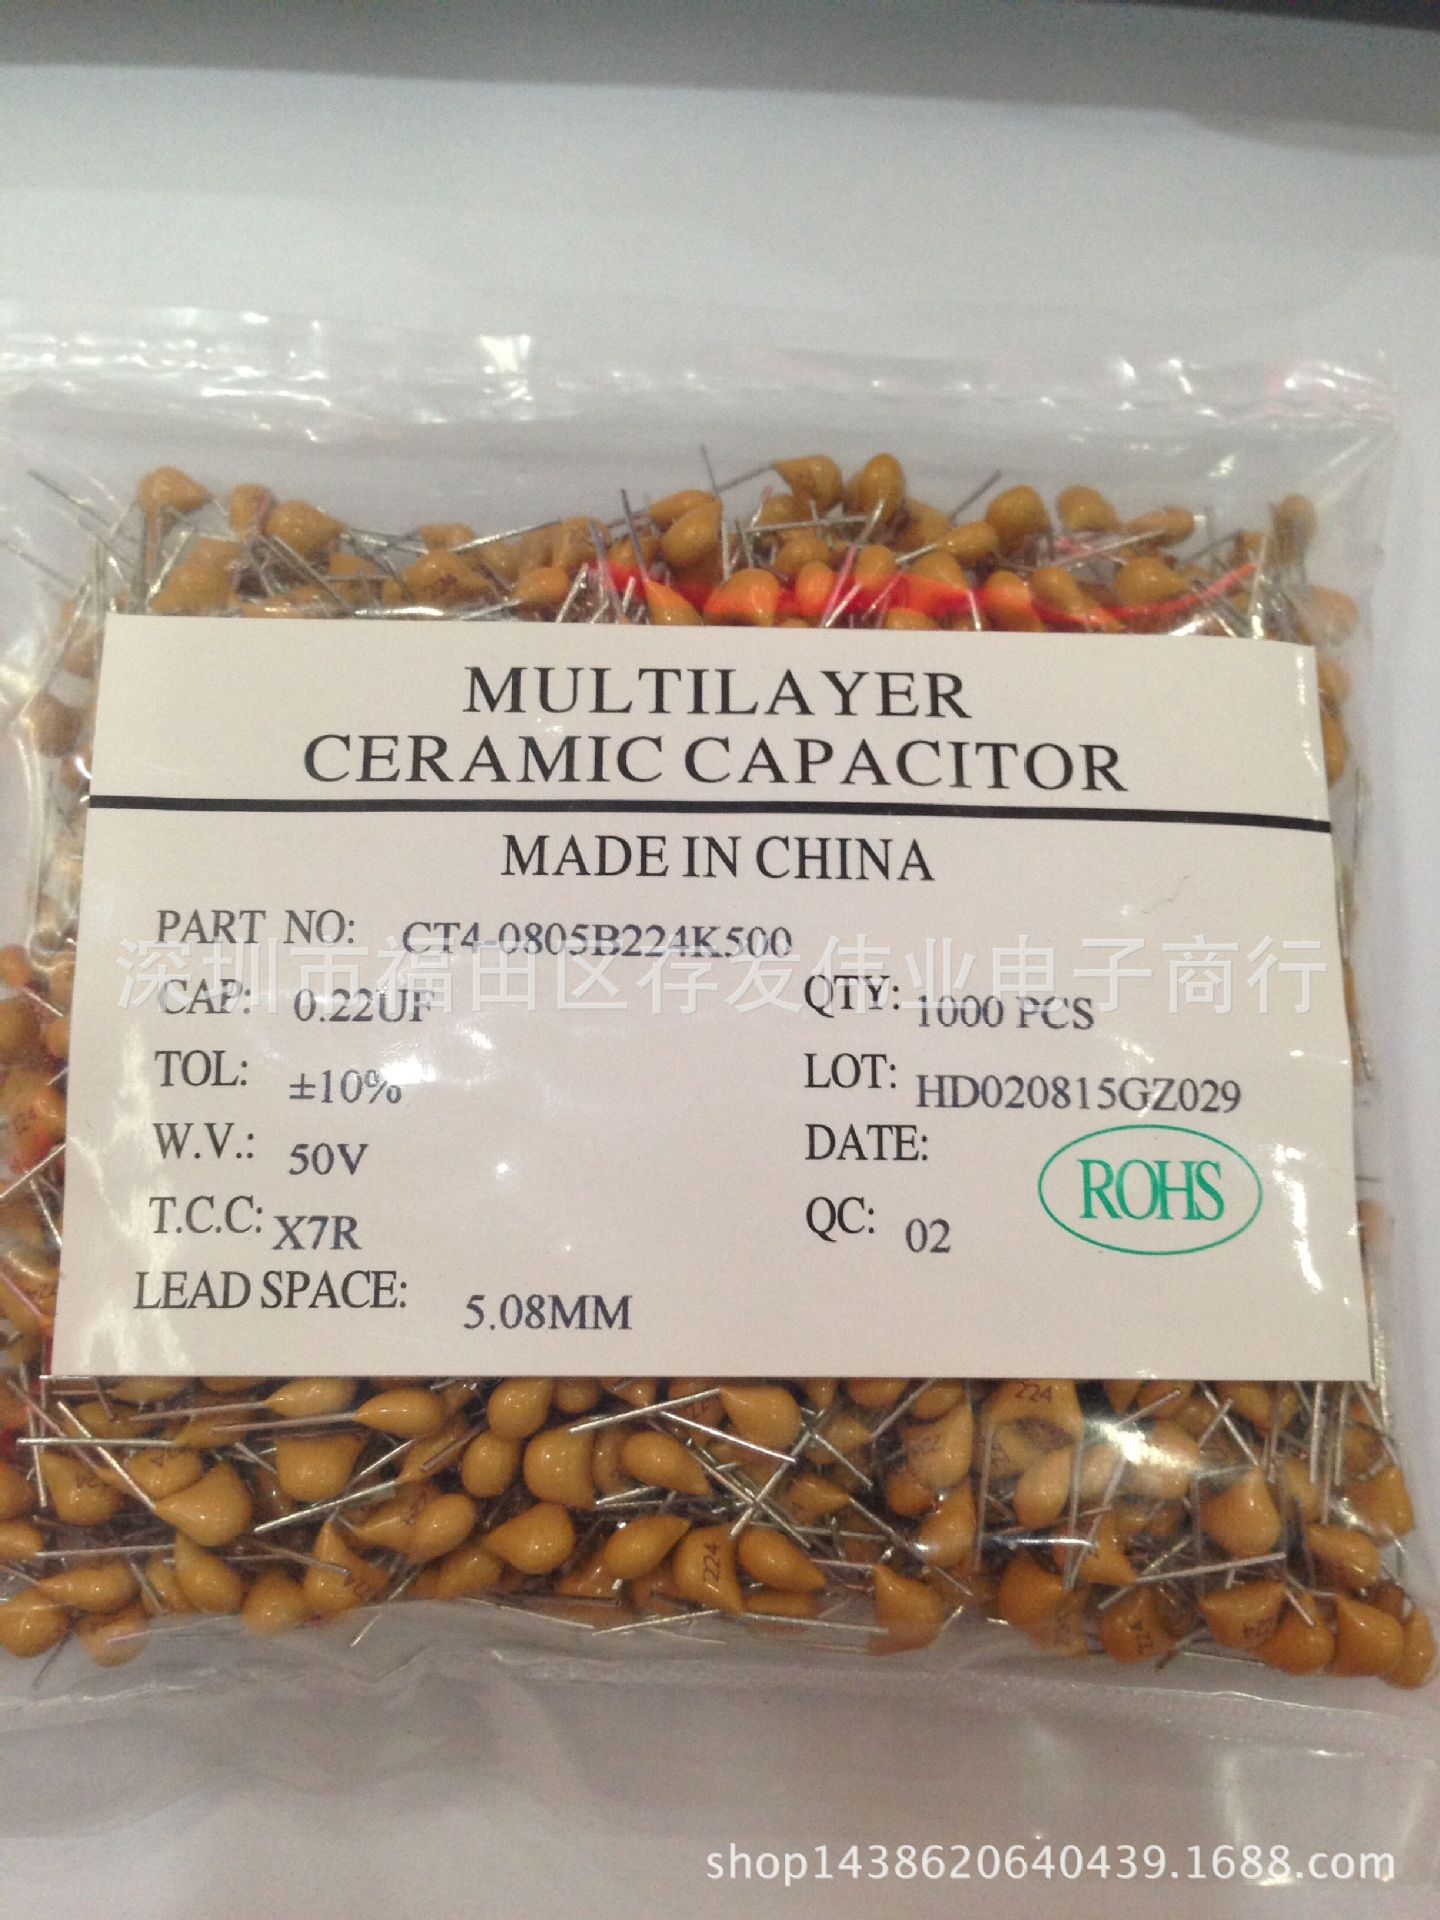 MULTILAYER
CERAMIC CAPACITOR
MADE IN CHINA
PART NO: CT4-0805B224K500
深圳市福田区存发伟业电子商行
CAP: 0.22UF
QTY: 1000 PCS
TOL: ±10%
LOT: HD020815GZ029
W.V.: 50V
DATE:
T.C.C: X7R
QC: 02
ROHS
LEAD SPACE: 5.08MM
224
224
224
224
shop1438620640439.1688.com